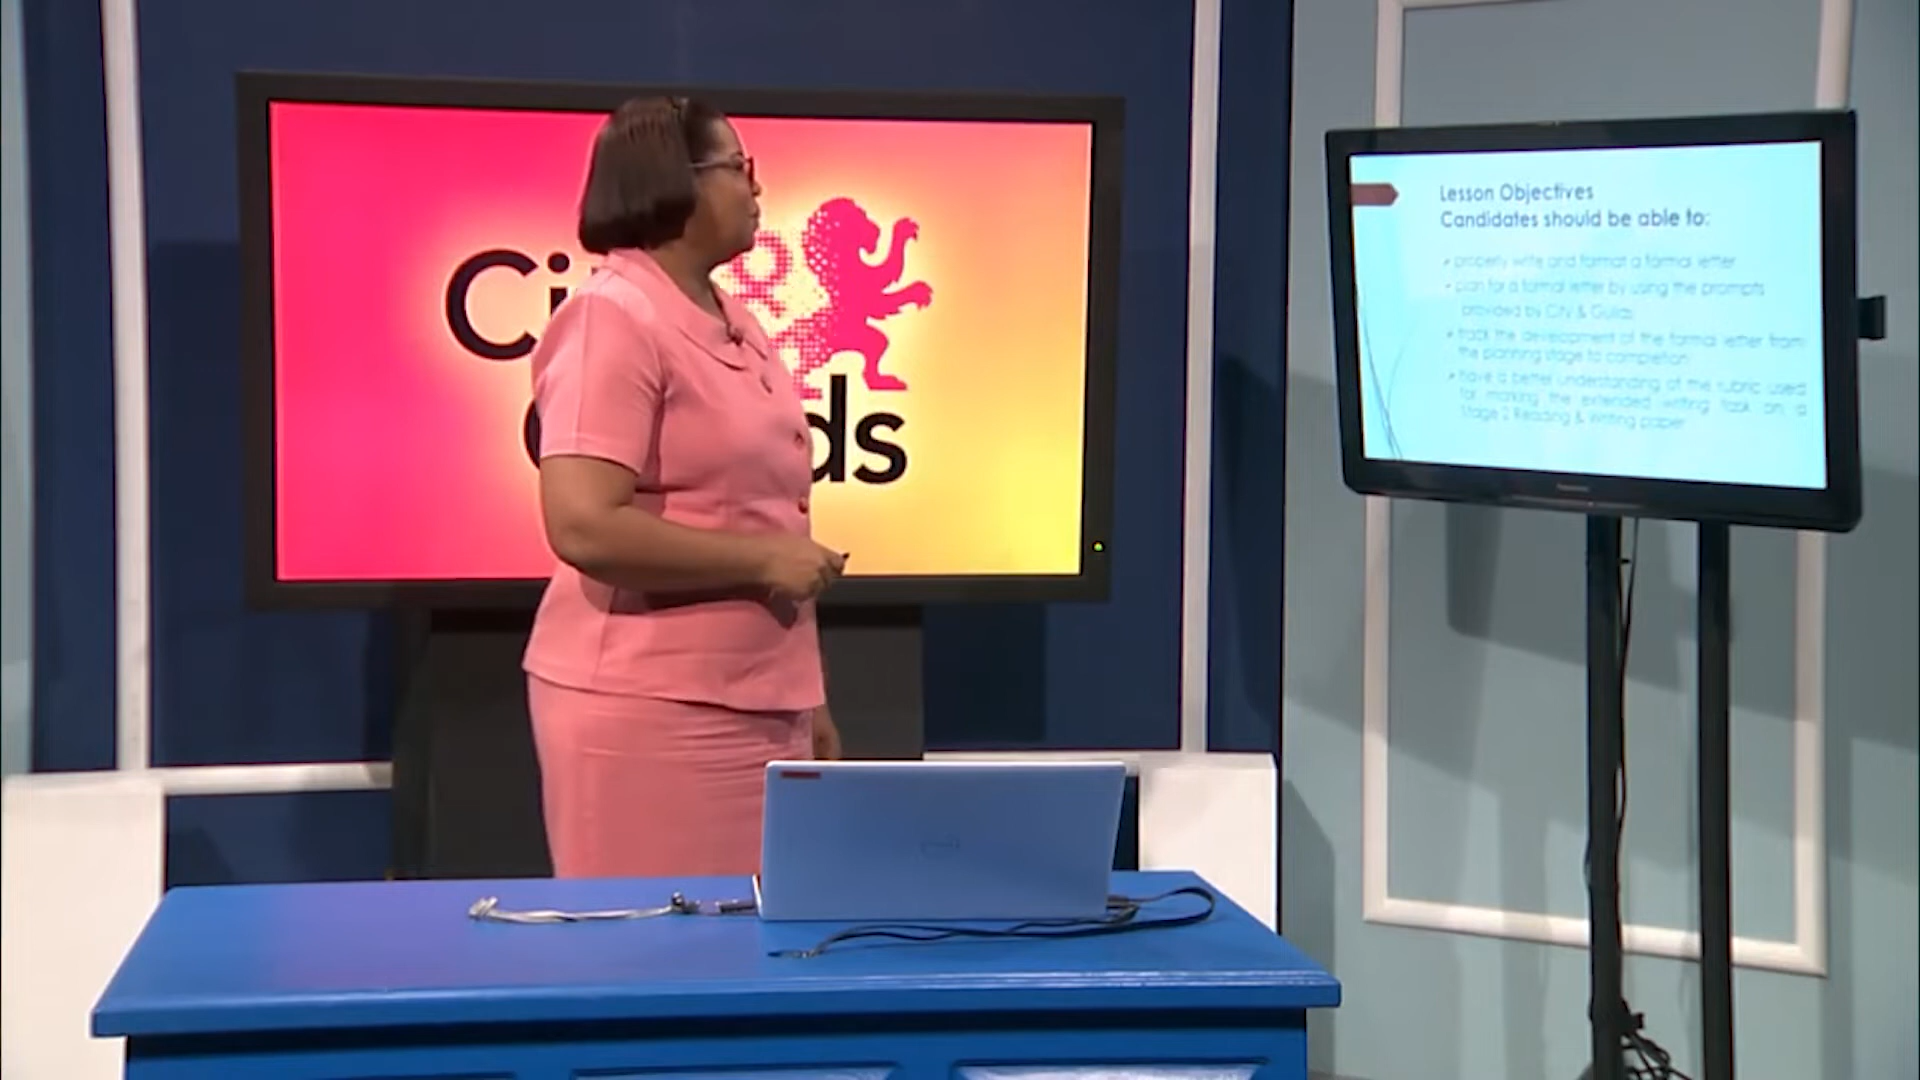 Ci
ds
Lesson Objectives
Candidates should be able to:
properly write and format a formal letter
plan for a formal letter by using the prompts
provided by City & Guilds
track the development of the formal letter from
the planning stage to completion
have a better understanding of the rubric used
for marking the extended writing task on a
Stage 2 Reading & Writing paper